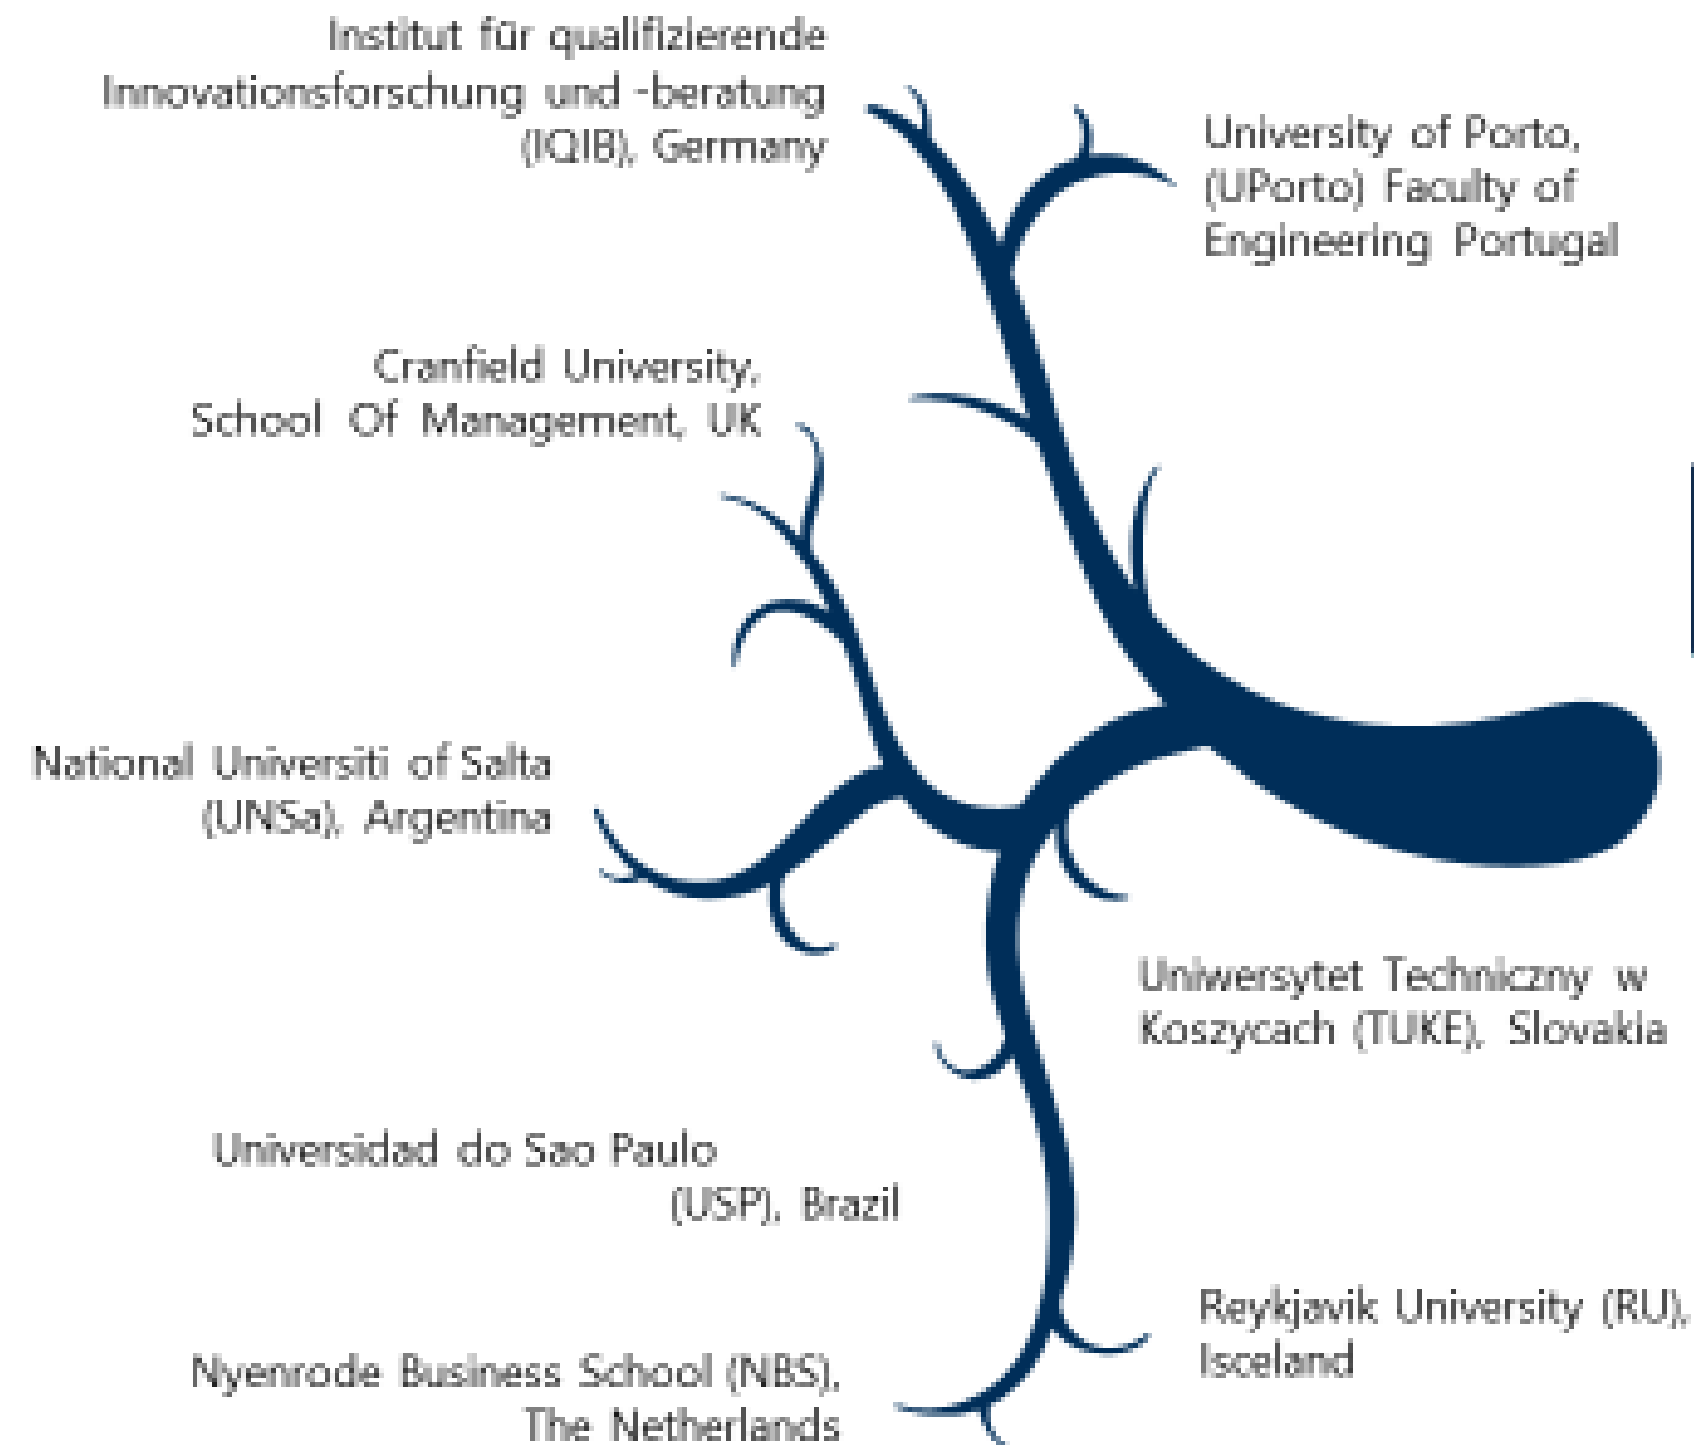 Institut für qualifizierende
Innovationsforschung und -beratung
(IQIB), Germany
University of Porto,
(UPorto) Faculty of
Engineering Portugal
Cranfield University,
School Of Management, UK
National Universiti of Salta
(UNSa), Argentina
Uniwersytet Techniczny w
Koszycach (TUKE), Slovakia
Universidad do Sao Paulo
(USP), Brazil
Reykjavik University (RU),
Isceland
Nyenrode Business School (NBS),
The Netherlands